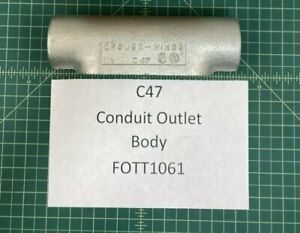 CROUSE-HINDS
C47
C47
Conduit Outlet
Body
FOTT1061